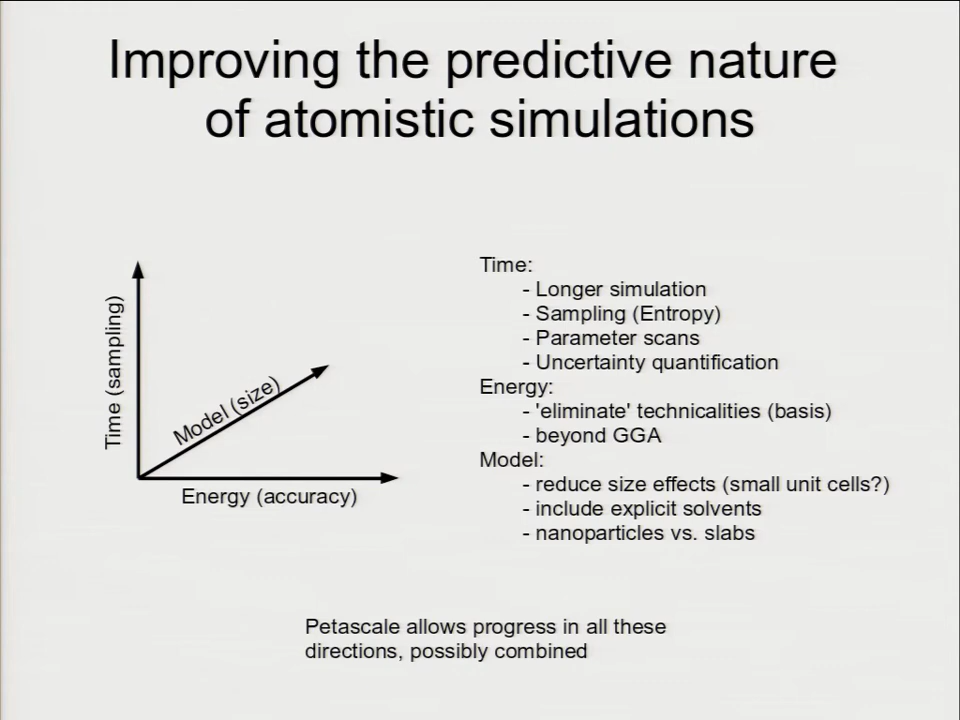 Improving the predictive nature
of atomistic simulations
Time (sampling)
Model (size)
Energy (accuracy)
Time:
- Longer simulation
- Sampling (Entropy)
- Parameter scans
- Uncertainty quantification
Energy:
- 'eliminate' technicalities (basis)
- beyond GGA
Model:
- reduce size effects (small unit cells?)
- include explicit solvents
- nanoparticles vs. slabs
Petascale allows progress in all these
directions, possibly combined